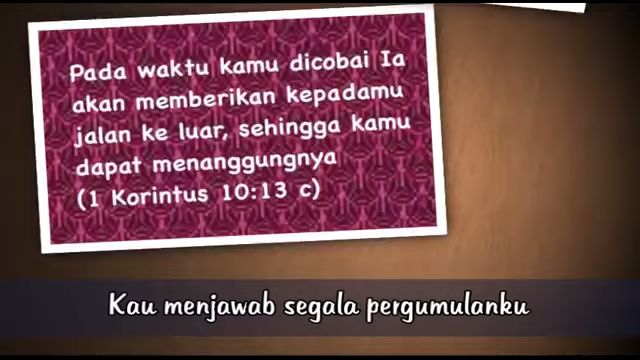 Pada waktu kamu dicobai Ia
akan memberikan kepadamu
jalan ke luar, sehingga kamu
dapat menanggungnya
(1 Korintus 10:13 c)
Kau menjawab segala pergumulanku